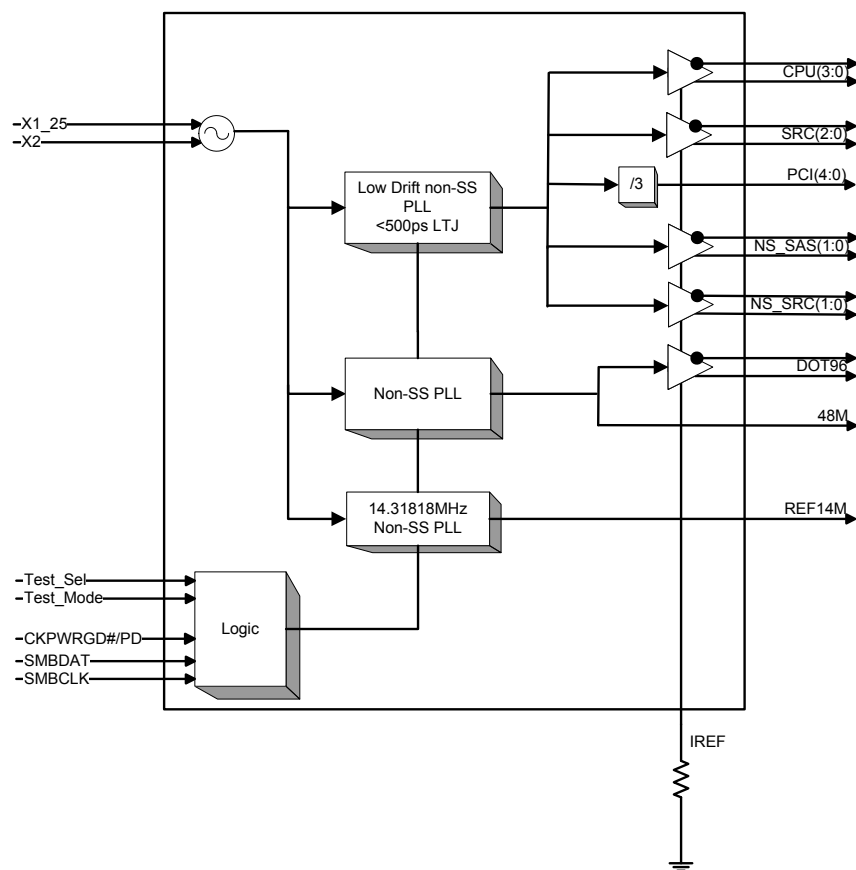 X1_25
X2
Low Drift non-SS
PLL
<500ps LTJ
/3
CPU(3:0)
SRC(2:0)
PCI(4:0)
NS_SAS(1:0)
NS_SRC(1:0)
DOT96
48M
Non-SS PLL
14.31818MHz
Non-SS PLL
REF14M
Test_Sel
Test_Mode
CKPWRGD#/PD
SMBDAT
SMBCLK
Logic
IREF